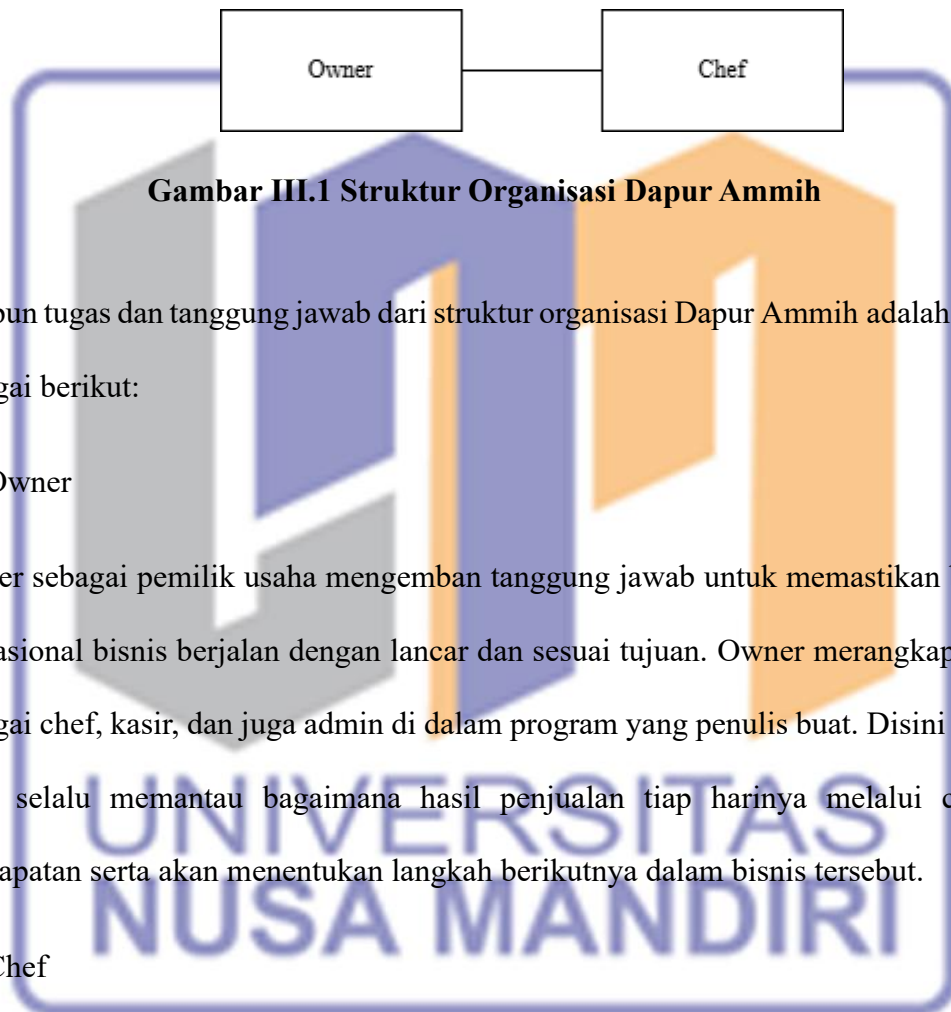 Owner
Chef
Gambar III.1 Struktur Organisasi Dapur Ammih
pun tugas dan tanggung jawab dari struktur organisasi Dapur Ammih adalah
gai berikut:
Owner
er sebagai pemilik usaha mengemban tanggung jawab untuk memastikan
asional bisnis berjalan dengan lancar dan sesuai tujuan. Owner merangkap
gai chef, kasir, dan juga admin di dalam program yang penulis buat. Disini
selalu memantau bagaimana hasil penjualan tiap harinya melalui
apatan serta akan menentukan langkah berikutnya dalam bisnis tersebut.
Chef
UNIVERSITAS
NUSA MANDIRI